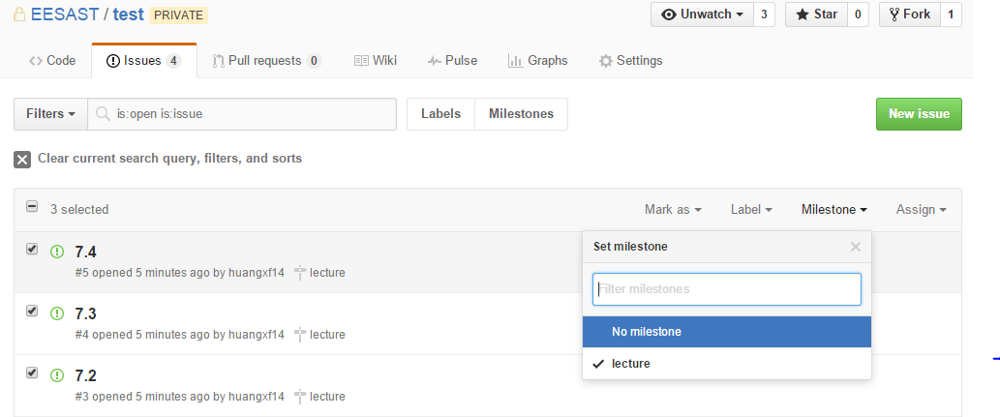 EESAST / test PRIVATE Unwatch 3 Star 0 Fork 1
Code Issues 4 Pull requests 0 Wiki Pulse Graphs Settings
Filters is:open is:issue Labels Milestones New issue
Clear current search query, filters, and sorts
3 selected Mark as Label Milestone Assign
7.4
#5 opened 5 minutes ago by huangxf14 lecture
7.3
#4 opened 5 minutes ago by huangxf14 lecture
7.2
#3 opened 5 minutes ago by huangxf14 lecture
Set milestone
Filter milestones
No milestone
lecture